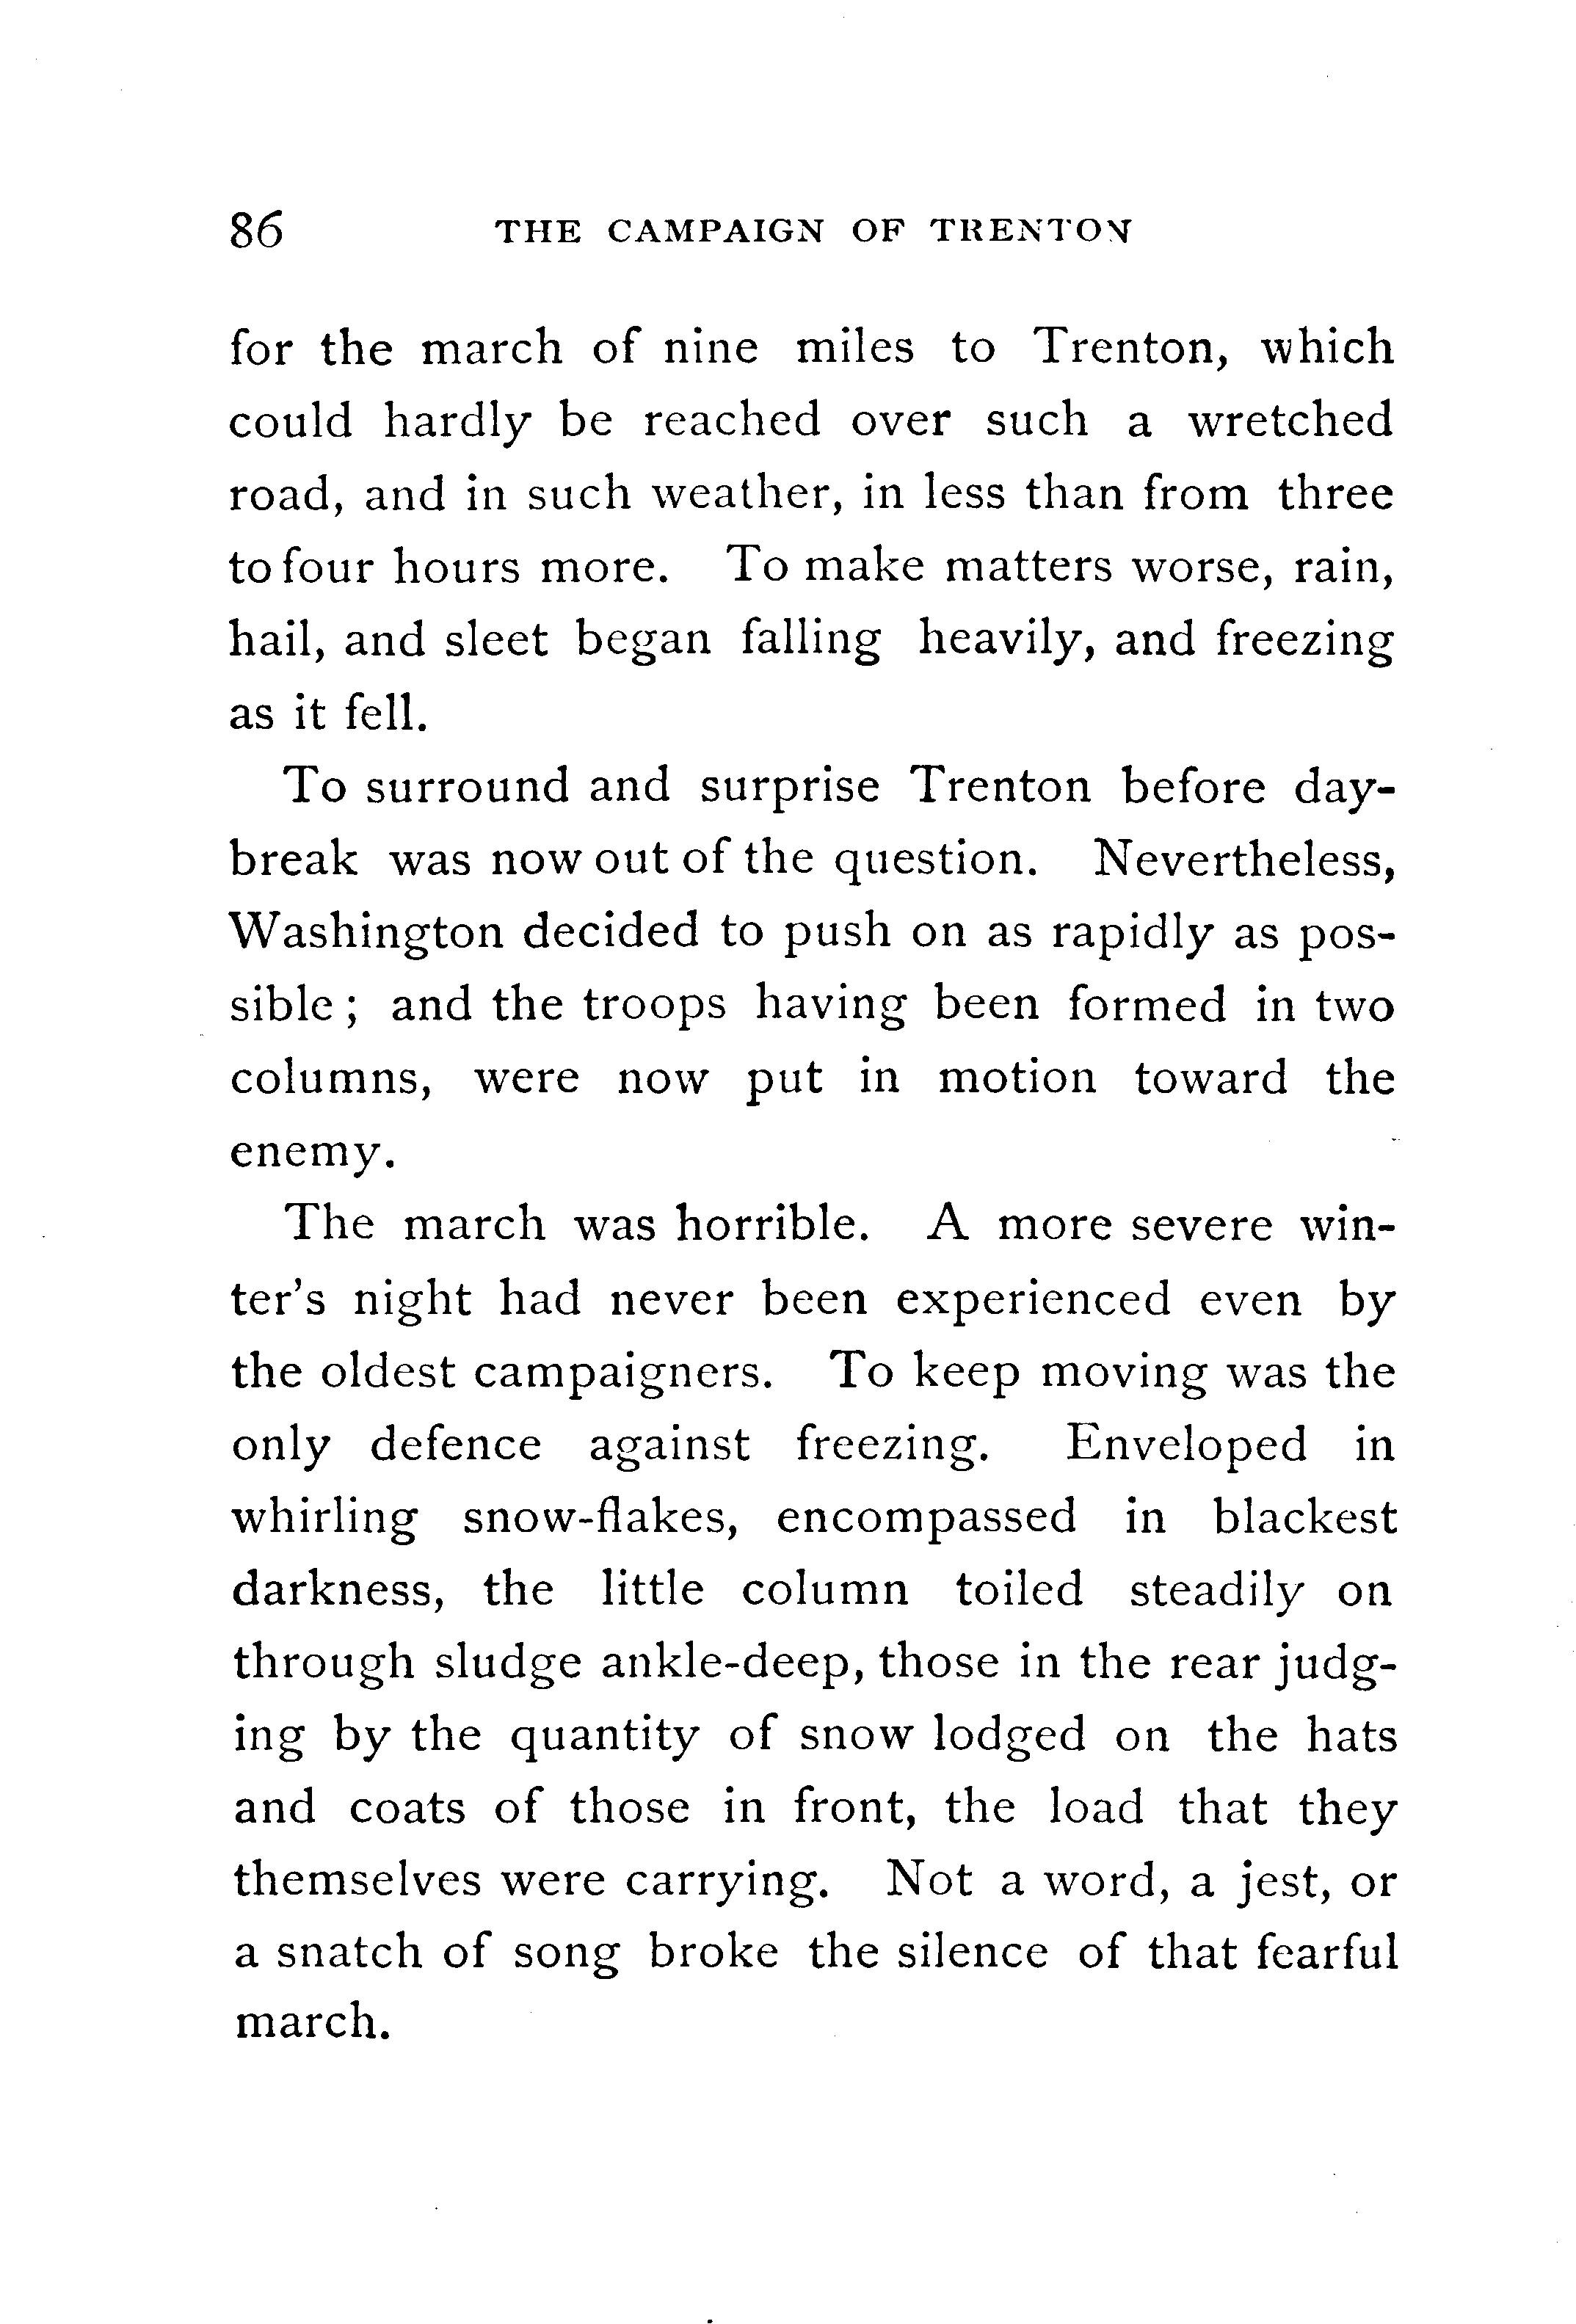 86 THE CAMPAIGN OF TRENTON
for the march of nine miles to Trenton, which
could hardly be reached over such a wretched
road, and in such weather, in less than from three
to four hours more. To make matters worse, rain,
hail, and sleet began falling heavily, and freezing
as it fell.
To surround and surprise Trenton before day-
break was now out of the question. Nevertheless,
Washington decided to push on as rapidly as pos-
sible; and the troops having been formed in two
columns, were now put in motion toward the
enemy.
The march was horrible. A more severe win-
ter's night had never been experienced even by
the oldest campaigners. To keep moving was the
only defence against freezing. Enveloped in
whirling snow-flakes, encompassed in blackest
darkness, the little column toiled steadily on
through sludge ankle-deep, those in the rear judg-
ing by the quantity of snow lodged on the hats
and coats of those in front, the load that they
themselves were carrying. Not a word, a jest, or
a snatch of song broke the silence of that fearful
march.